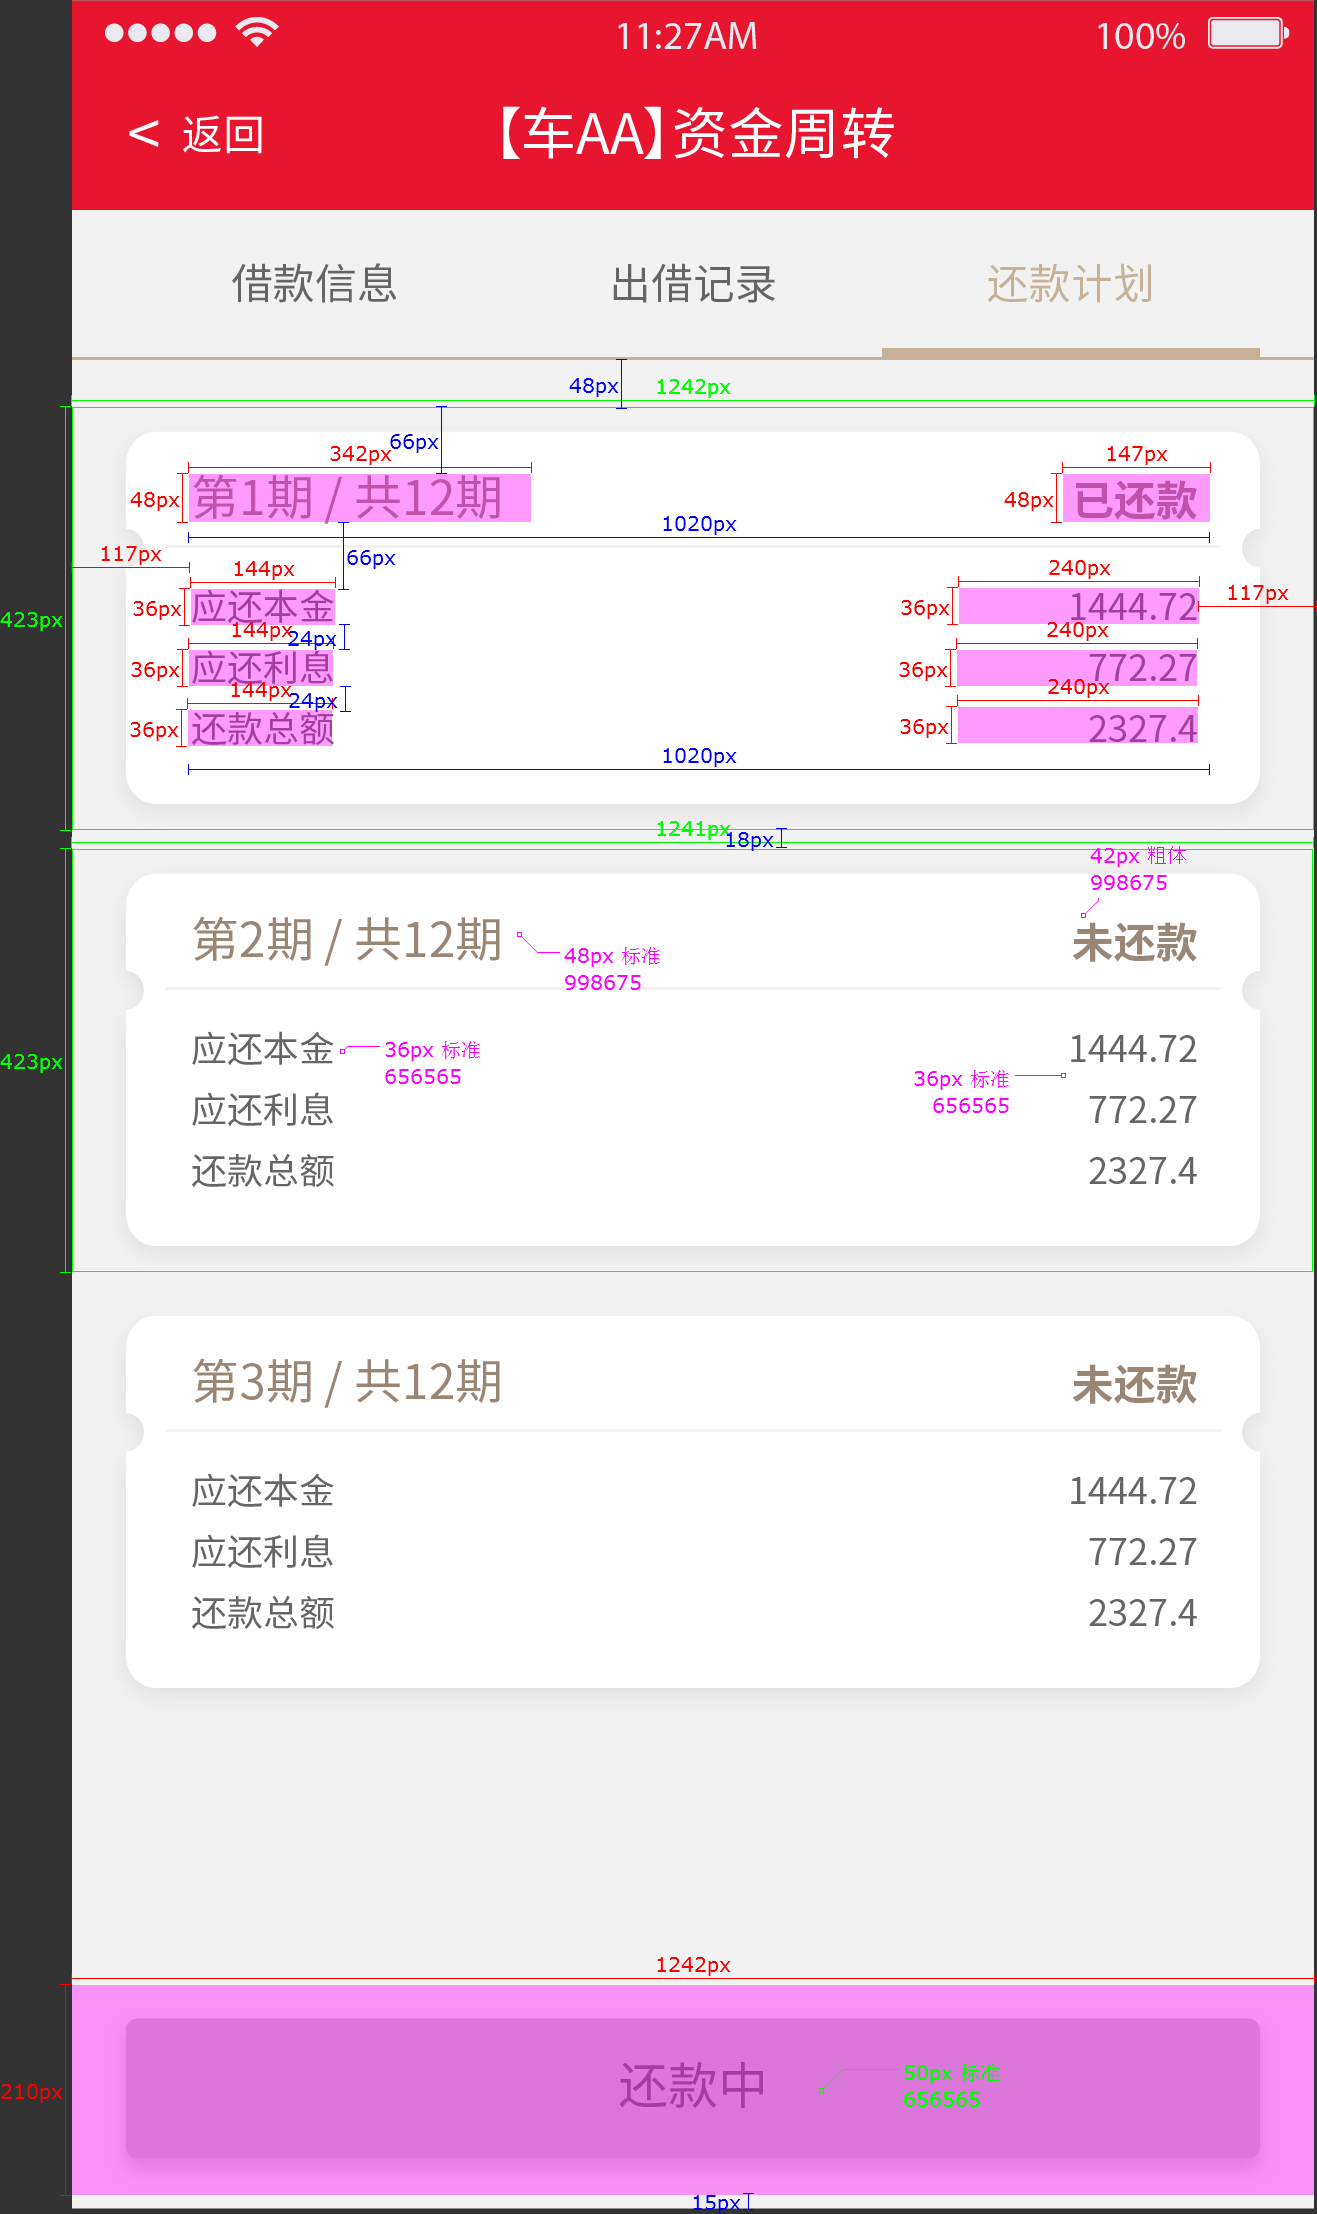 11:27AM 100%
< 返回 【车AA】资金周转
借款信息 出借记录 还款计划
48px 1242px
66px
342px 147px
48px 第1期 / 共12期 48px 已还款
1020px
117px 66px
144px 240px
36px 应还本金 36px 1444.72 117px
423px
144px 24px 240px
36px 应还利息 36px 772.27
144px 24px 240px
36px 还款总额 36px 2327.4
1020px
1241px 18px
42px 粗体
998675
第2期 / 共12期 未还款
48px 标准
998675
应还本金 1444.72
36px 标准
656565
423px
36px 标准
656565
应还利息 772.27
还款总额 2327.4
第3期 / 共12期 未还款
应还本金 1444.72
应还利息 772.27
还款总额 2327.4
1242px
还款中
50px 标准
656565
210px
15px